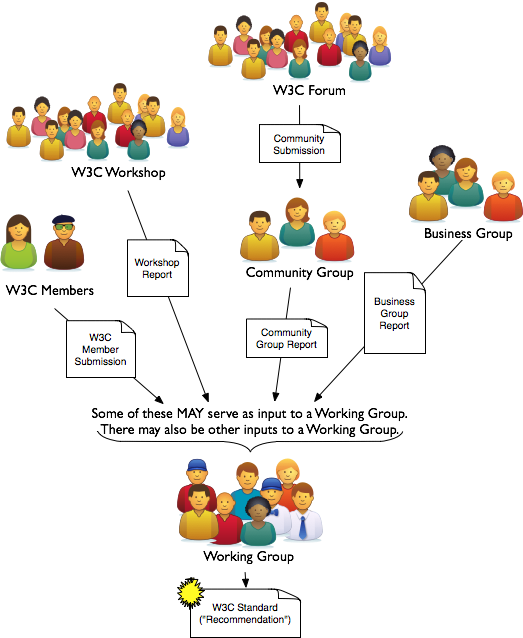 W3C Forum
Community
Submission
W3C Workshop
Business Group
Workshop
Report
Community Group
W3C Members
Business
Group
Report
W3C
Member
Submission
Community
Group Report
Some of these MAY serve as input to a Working Group.
There may also be other inputs to a Working Group.
Working Group
W3C Standard
("Recommendation")